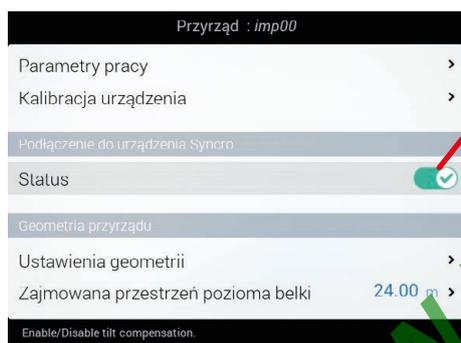 Przyrząd : imp00
Parametry pracy
Kalibracja urządzenia
Podłączenie do urządzenia Syncro
Status
Geometria przyrządu
Ustawienia geometrii
Zajmowana przestrzeń pozioma belki 24.00 m
Enable/Disable tilt compensation.